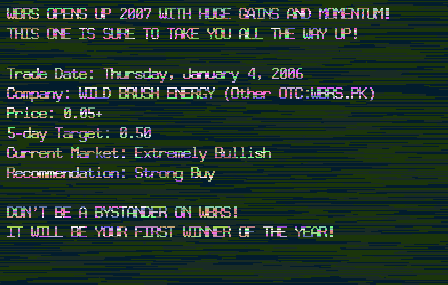 WBRS OPENS UP 2007 WITH HUGE GAINS AND MOMENTUM!
THIS ONE IS SURE TO TAKE YOU ALL THE WAY UP!
Trade Date: Thursday, January 4, 2006
Company: WILD BRUSH ENERGY (Other OTC:WBRS.PK)
Price: 0.05+
5-day Target: 0.50
Current Market: Extremely Bullish
Recommendation: Strong Buy
DON'T BE A BYSTANDER ON WBRS!
IT WILL BE YOUR FIRST WINNER OF THE YEAR!